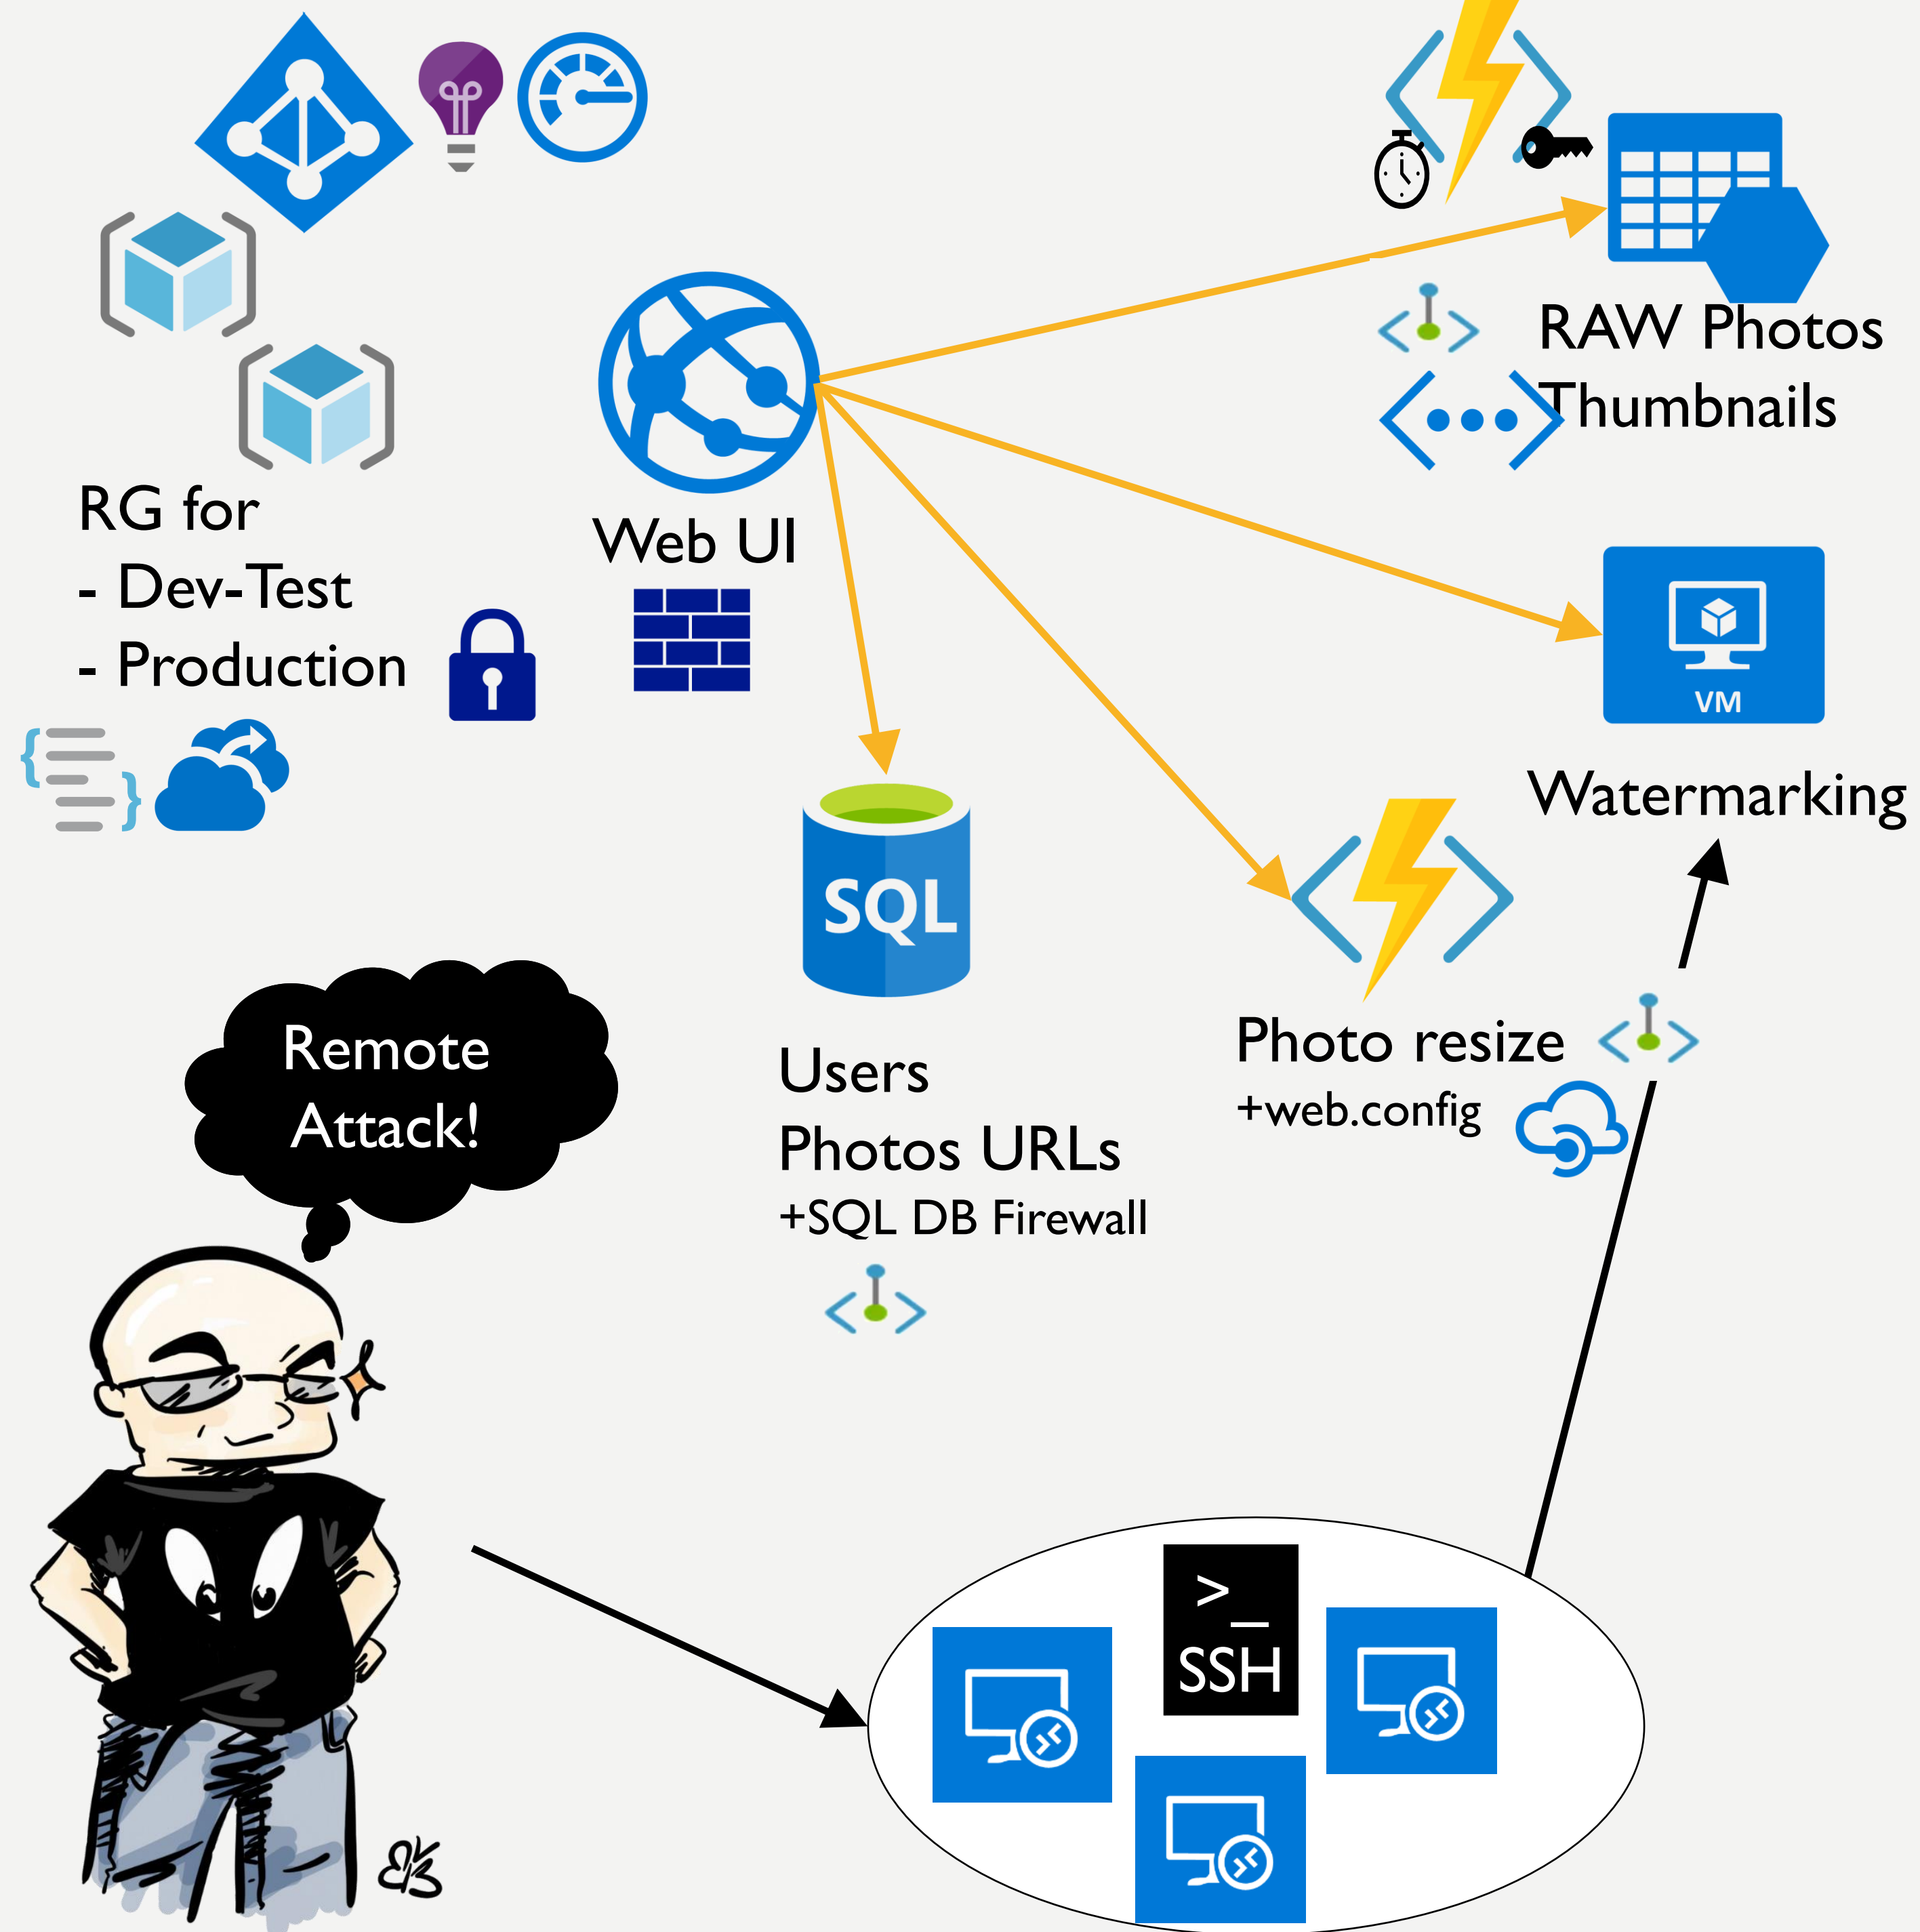 RAW Photos
Thumbnails
RG for
- Dev-Test
- Production
Web UI
VM
Watermarking
SQL
Users
Photos URLs
+SQL DB Firewall
Photo resize
+web.config
Remote
Attack!
>_
SSH